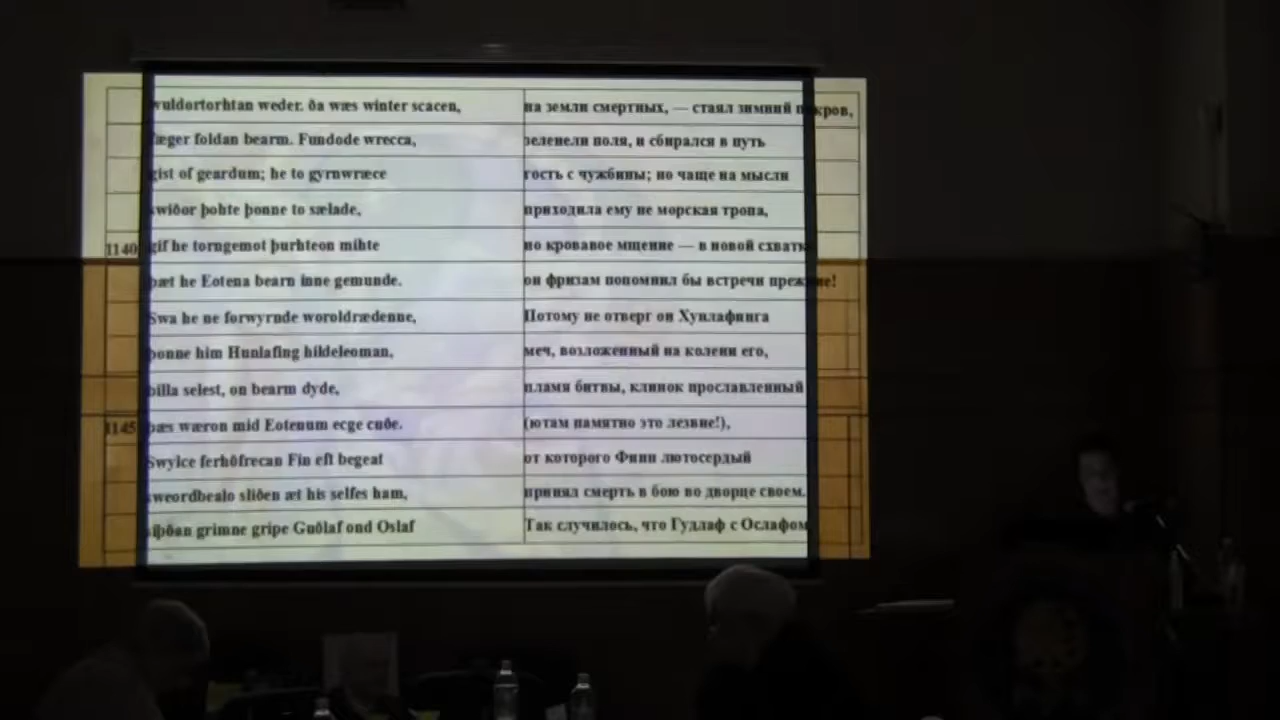 wuldortorhtan weder. ða wæs winter scacen, на земли смертных, — стаял зимний покров,
fæger foldan bearm. Fundode wrecca, зеленели поля, и сбирался в путь
gist of geardum; he to gyrnwræce гость с чужбины; но чаще на мысли
swiðor þohte þonne to sælade, приходила ему не морская тропа,
1140 gif he torngemot þurhteon mihte но кровавое мщение — в новой схватке
þæt he Eotena bearn inne gemunde. он фризам попомнил бы встречи прежние!
Swa he ne forwyrnde woroldrædenne, Потому не отверг он Хунлафинга
þonne him Hunlafing hildeleoman, меч, возложенный на колени его,
billa selest, on bearm dyde, пламя битвы, клинок прославленный
1145 þæs wæron mid Eotenum ecge cuðe. (ютам памятно это лезвие!),
Swylce ferhðfrecan Fin eft begeat от которого Финн лютосердый
sweordbealo sliðen æt his selfes ham, принял смерть в бою во дворце своем.
siþðan grimne gripe Guðlaf ond Oslaf Так случилось, что Гудлаф с Ослафом